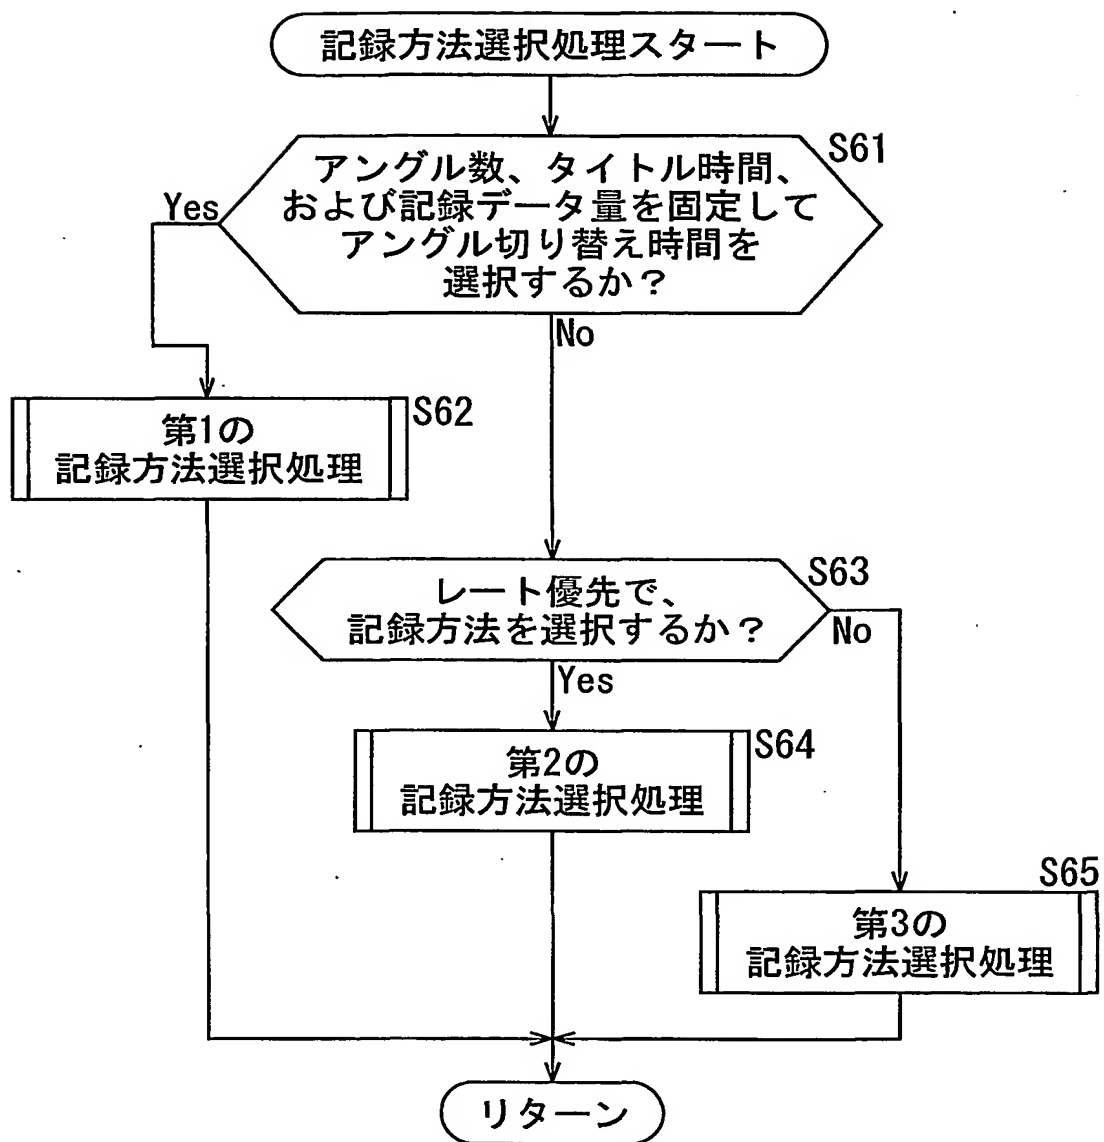 記録方法選択処理スタート
S61
アングル数、タイトル時間、
および記録データ量を固定して
アングル切り替え時間を
選択するか？
Yes
No
S62
第1の
記録方法選択処理
S63
レート優先で、
記録方法を選択するか？
No
Yes
S64
第2の
記録方法選択処理
S65
第3の
記録方法選択処理
リターン